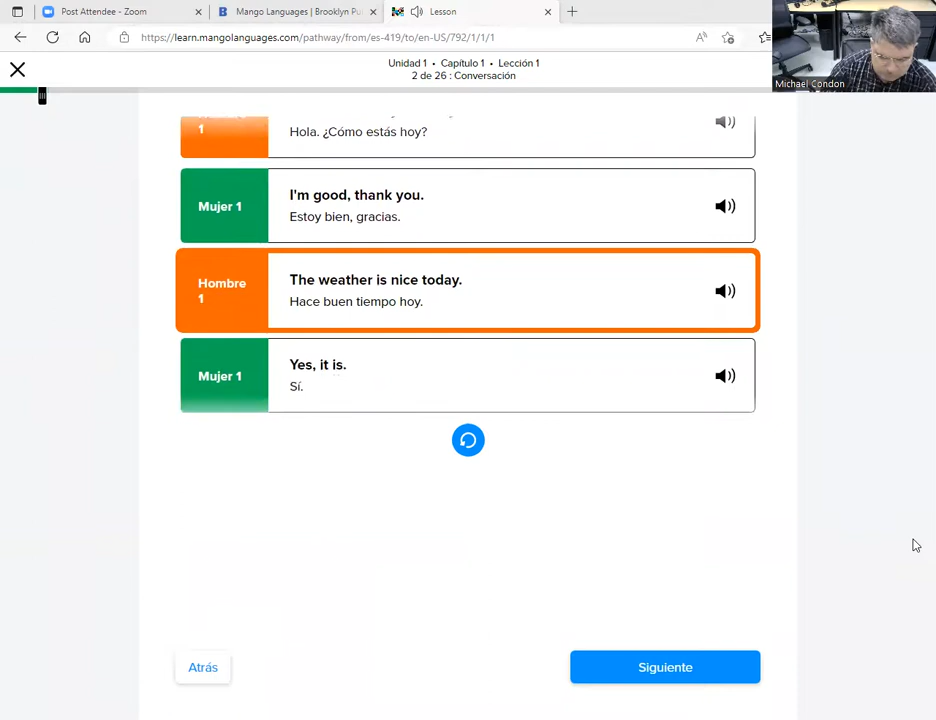 Post Attendee - Zoom
Mango Languages | Brooklyn Pu
Lesson
https://learn.mangolanguages.com/pathway/from/es-419/to/en-US/792/1/1/1
Michael Condon
Unidad 1 • Capítulo 1 • Lección 1
2 de 26 : Conversación
1
Hola. ¿Cómo estás hoy?
Mujer 1
I'm good, thank you.
Estoy bien, gracias.
Hombre
1
The weather is nice today.
Hace buen tiempo hoy.
Mujer 1
Yes, it is.
Sí.
Atrás
Siguiente